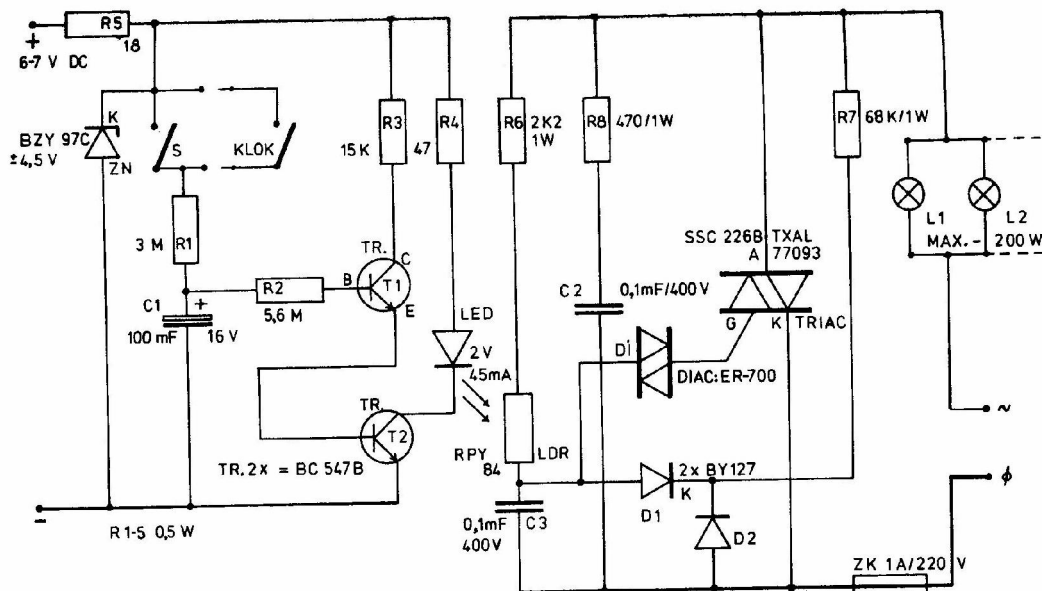 R5
18
+
6-7 V DC
K
BZY 97C
±4,5 V
ZN
S
KLOK
R3
15 K
R4
47
R6
2K2
1W
R8
470/1W
R7
68 K/1W
3 M
R1
TR.
C
B
T1
E
R2
5,6 M
C1
+
100 mF
16 V
LED
2 V
45mA
TR.
T2
TR.2x = BC 547B
RPY
84
LDR
C2
0,1mF/400 V
SSC 226B-TXAL
77093
A
G
K
TRIAC
Di
DIAC: ER-700
L1
L2
MAX. - 200 W
~
ϕ
2x BY127
K
D1
D2
0,1mF
400V
C3
-
R1-5 0,5 W
ZK 1A/220 V